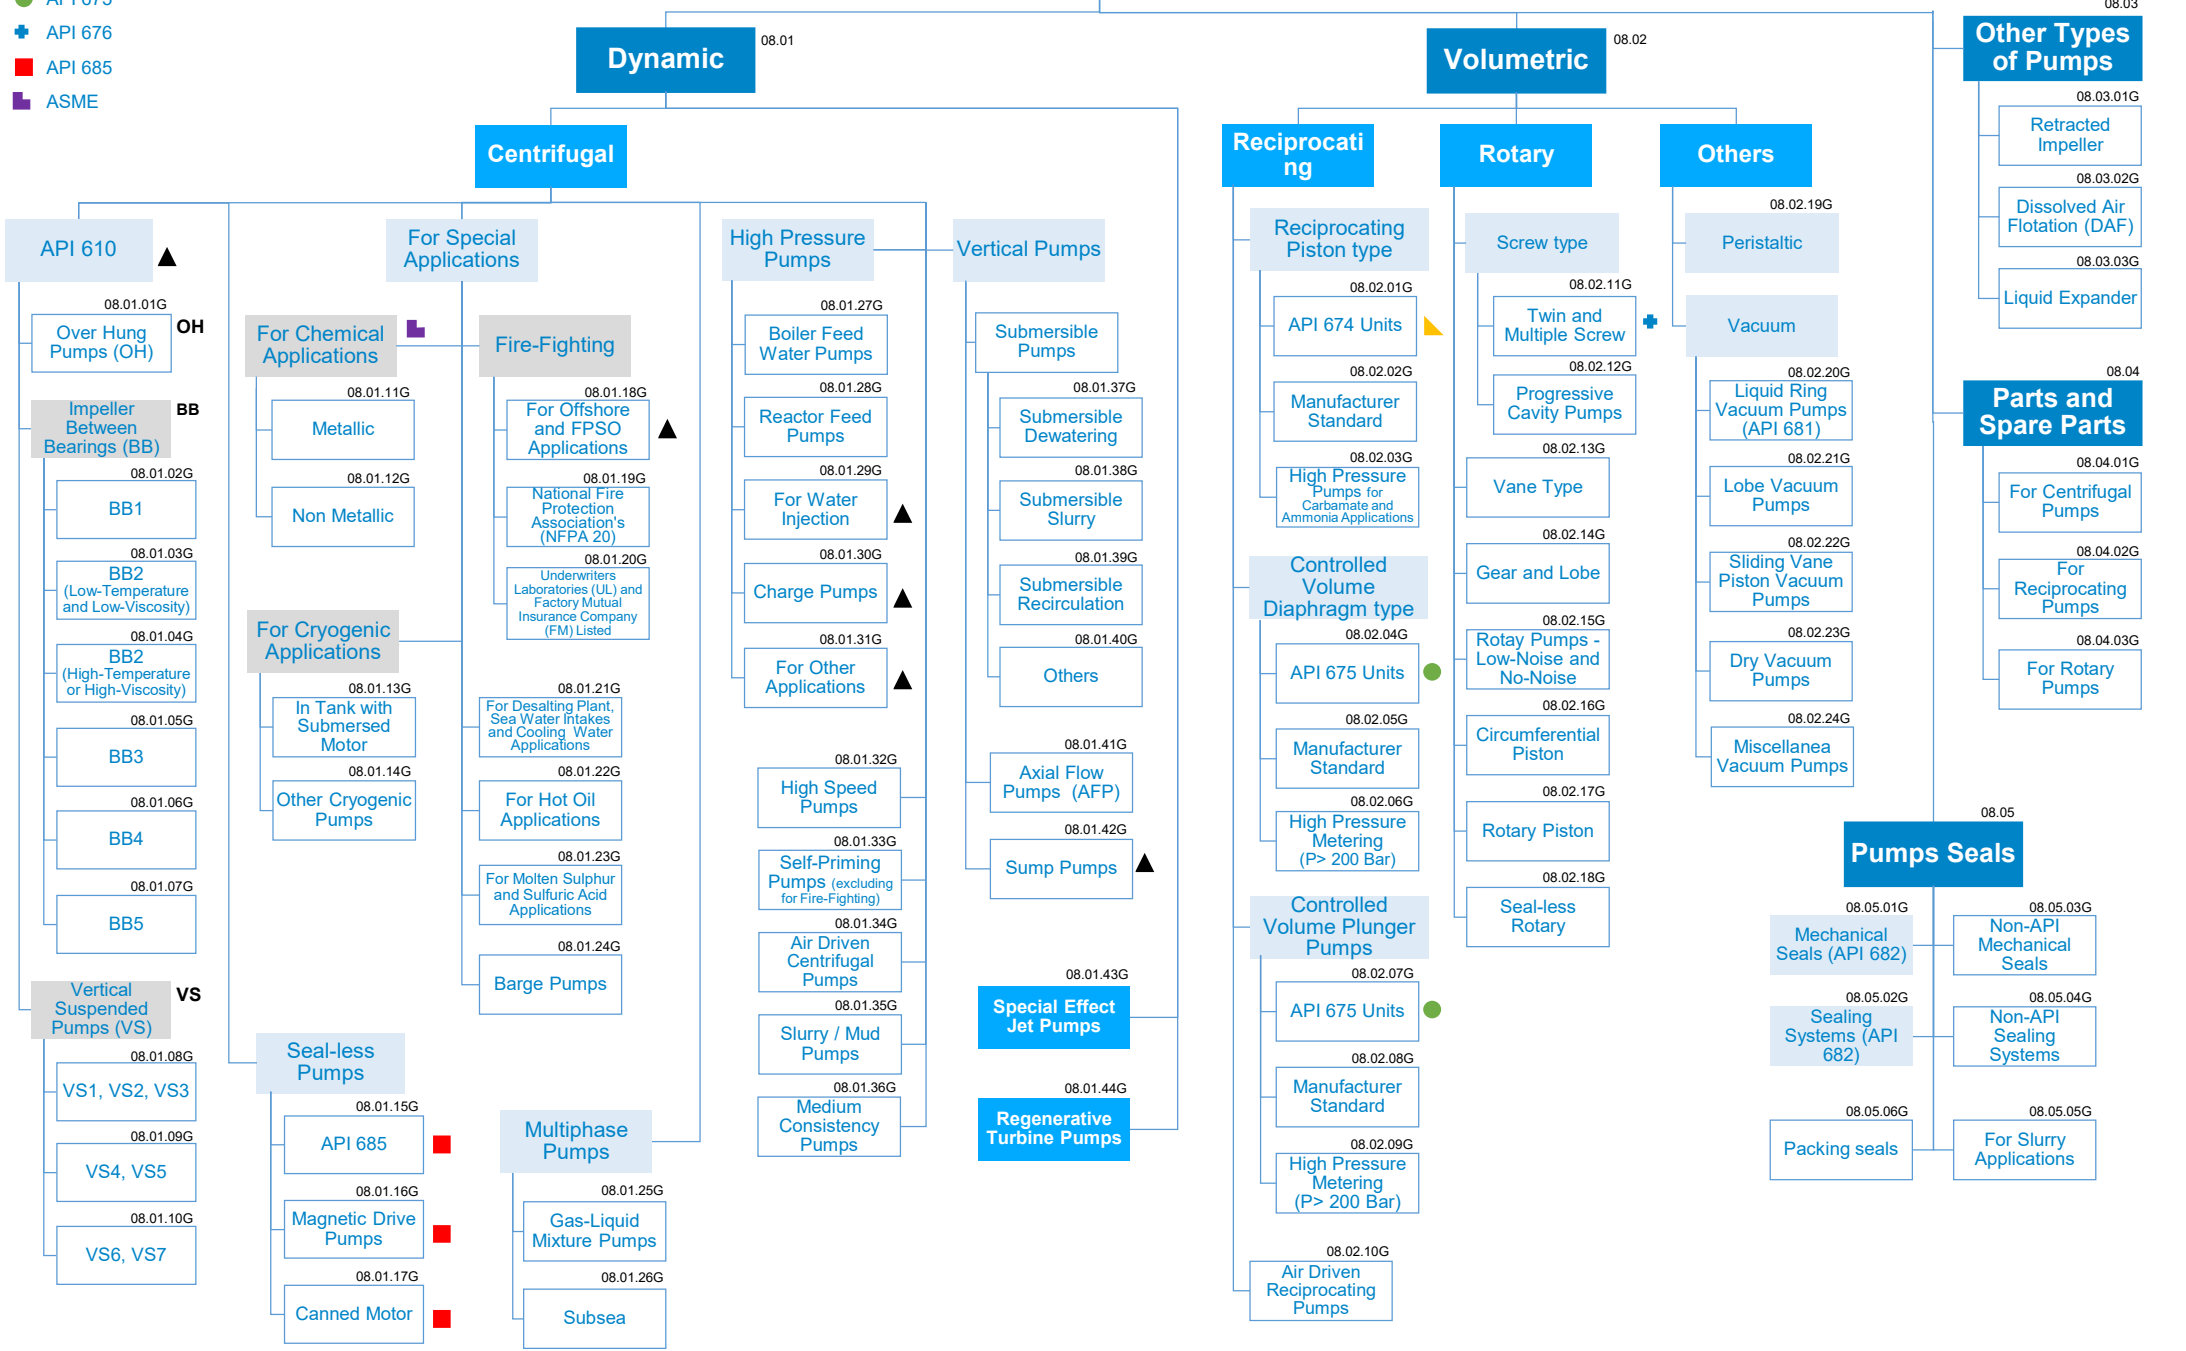 API 675
API 676
API 685
ASME
Dynamic
08.01
Centrifugal
API 610
08.01.01G
Over Hung
Pumps (OH)
OH
Impeller
Between
Bearings (BB)
BB
08.01.02G
BB1
08.01.03G
BB2
(Low-Temperature
and Low-Viscosity)
08.01.04G
BB2
(High-Temperature
or High-Viscosity)
08.01.05G
BB3
08.01.06G
BB4
08.01.07G
BB5
Vertical
Suspended
Pumps (VS)
VS
08.01.08G
VS1, VS2, VS3
08.01.09G
VS4, VS5
08.01.10G
VS6, VS7
For Special
Applications
For Chemical
Applications
08.01.11G
Metallic
08.01.12G
Non Metallic
For Cryogenic
Applications
08.01.13G
In Tank with
Submersed
Motor
08.01.14G
Other Cryogenic
Pumps
Seal-less
Pumps
08.01.15G
API 685
08.01.16G
Magnetic Drive
Pumps
08.01.17G
Canned Motor
Fire-Fighting
08.01.18G
For Offshore
and FPSO
Applications
08.01.19G
National Fire
Protection
Association's
(NFPA 20)
08.01.20G
Underwriters
Laboratories (UL) and
Factory Mutual
Insurance Company
(FM) Listed
08.01.21G
For Desalting Plant,
Sea Water Intakes
and Cooling Water
Applications
08.01.22G
For Hot Oil
Applications
08.01.23G
For Molten Sulphur
and Sulfuric Acid
Applications
08.01.24G
Barge Pumps
Multiphase
Pumps
08.01.25G
Gas-Liquid
Mixture Pumps
08.01.26G
Subsea
High Pressure
Pumps
08.01.27G
Boiler Feed
Water Pumps
08.01.28G
Reactor Feed
Pumps
08.01.29G
For Water
Injection
08.01.30G
Charge Pumps
08.01.31G
For Other
Applications
08.01.32G
High Speed
Pumps
08.01.33G
Self-Priming
Pumps (excluding
for Fire-Fighting)
08.01.34G
Air Driven
Centrifugal
Pumps
08.01.35G
Slurry / Mud
Pumps
08.01.36G
Medium
Consistency
Pumps
Vertical Pumps
Submersible
Pumps
08.01.37G
Submersible
Dewatering
08.01.38G
Submersible
Slurry
08.01.39G
Submersible
Recirculation
08.01.40G
Others
08.01.41G
Axial Flow
Pumps (AFP)
08.01.42G
Sump Pumps
08.01.43G
Special Effect
Jet Pumps
08.01.44G
Regenerative
Turbine Pumps
Volumetric
08.02
Reciprocati
ng
Reciprocating
Piston type
08.02.01G
API 674 Units
08.02.02G
Manufacturer
Standard
08.02.03G
High Pressure
Pumps for
Carbamate and
Ammonia Applications
Controlled
Volume
Diaphragm type
08.02.04G
API 675 Units
08.02.05G
Manufacturer
Standard
08.02.06G
High Pressure
Metering
(P> 200 Bar)
Controlled
Volume Plunger
Pumps
08.02.07G
API 675 Units
08.02.08G
Manufacturer
Standard
08.02.09G
High Pressure
Metering
(P> 200 Bar)
08.02.10G
Air Driven
Reciprocating
Pumps
Rotary
Screw type
08.02.11G
Twin and
Multiple Screw
08.02.12G
Progressive
Cavity Pumps
08.02.13G
Vane Type
08.02.14G
Gear and Lobe
08.02.15G
Rotay Pumps -
Low-Noise and
No-Noise
08.02.16G
Circumferential
Piston
08.02.17G
Rotary Piston
08.02.18G
Seal-less
Rotary
Others
08.02.19G
Peristaltic
Vacuum
08.02.20G
Liquid Ring
Vacuum Pumps
(API 681)
08.02.21G
Lobe Vacuum
Pumps
08.02.22G
Sliding Vane
Piston Vacuum
Pumps
08.02.23G
Dry Vacuum
Pumps
08.02.24G
Miscellanea
Vacuum Pumps
08.03
Other Types
of Pumps
08.03.01G
Retracted
Impeller
08.03.02G
Dissolved Air
Flotation (DAF)
08.03.03G
Liquid Expander
08.04
Parts and
Spare Parts
08.04.01G
For Centrifugal
Pumps
08.04.02G
For
Reciprocating
Pumps
08.04.03G
For Rotary
Pumps
08.05
Pumps Seals
08.05.01G
Mechanical
Seals (API 682)
08.05.03G
Non-API
Mechanical
Seals
08.05.02G
Sealing
Systems (API
682)
08.05.04G
Non-API
Sealing
Systems
08.05.06G
Packing seals
08.05.05G
For Slurry
Applications